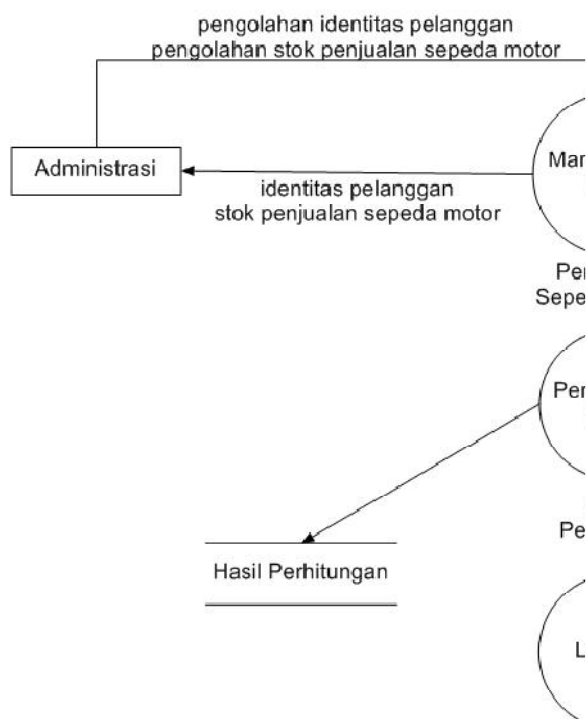 pengolahan identitas pelanggan
pengolahan stok penjualan sepeda motor
Administrasi
identitas pelanggan
stok penjualan sepeda motor
Hasil Perhitungan